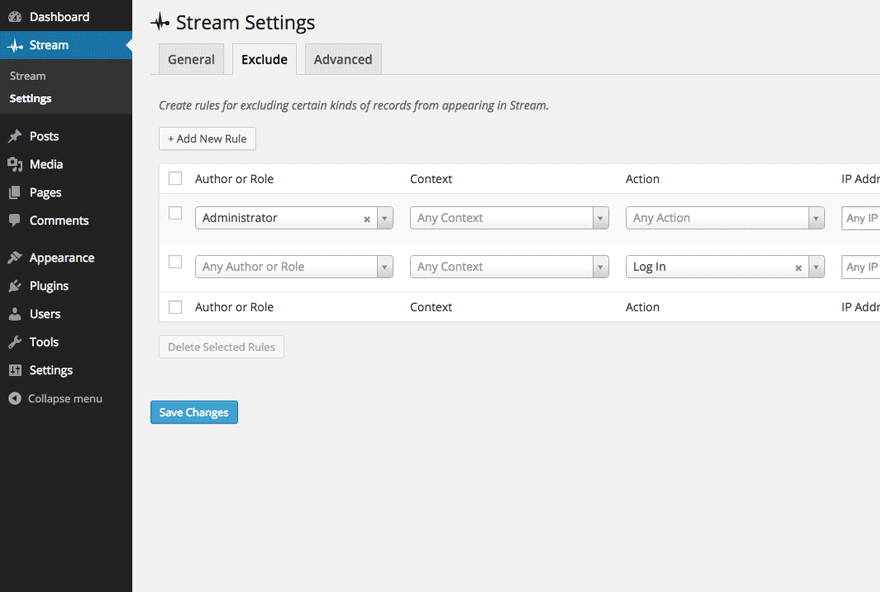 Dashboard
Stream
Stream
Settings
Posts
Media
Pages
Comments
Appearance
Plugins
Users
Tools
Settings
Collapse menu
Stream Settings
General Exclude Advanced
Create rules for excluding certain kinds of records from appearing in Stream.
+ Add New Rule
Author or Role Context Action IP Addr
Administrator × Any Context Any Action Any IP
Any Author or Role Any Context Log In × Any IP
Author or Role Context Action IP Addr
Delete Selected Rules
Save Changes